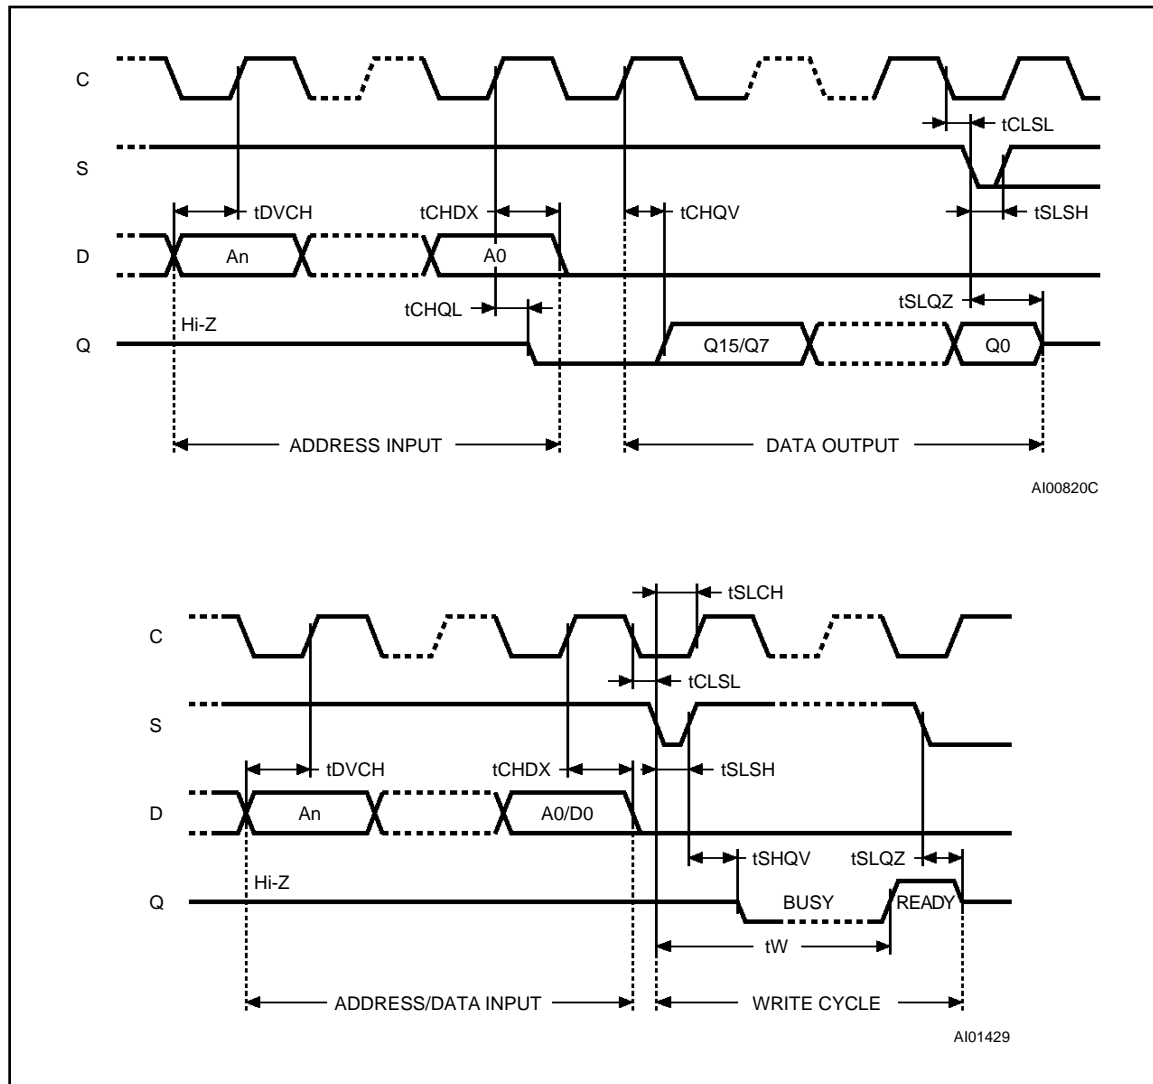 C
tCLSL
S
tDVCH
tCHDX
tCHQV
tSLSH
D
An
A0
tCHQL
tSLQZ
Hi-Z
Q
Q15/Q7
Q0
ADDRESS INPUT
DATA OUTPUT
AI00820C
tSLCH
C
tCLSL
S
tDVCH
tCHDX
tSLSH
D
An
A0/D0
tSHQV
tSLQZ
Hi-Z
Q
BUSY
READY
tW
ADDRESS/DATA INPUT
WRITE CYCLE
AI01429